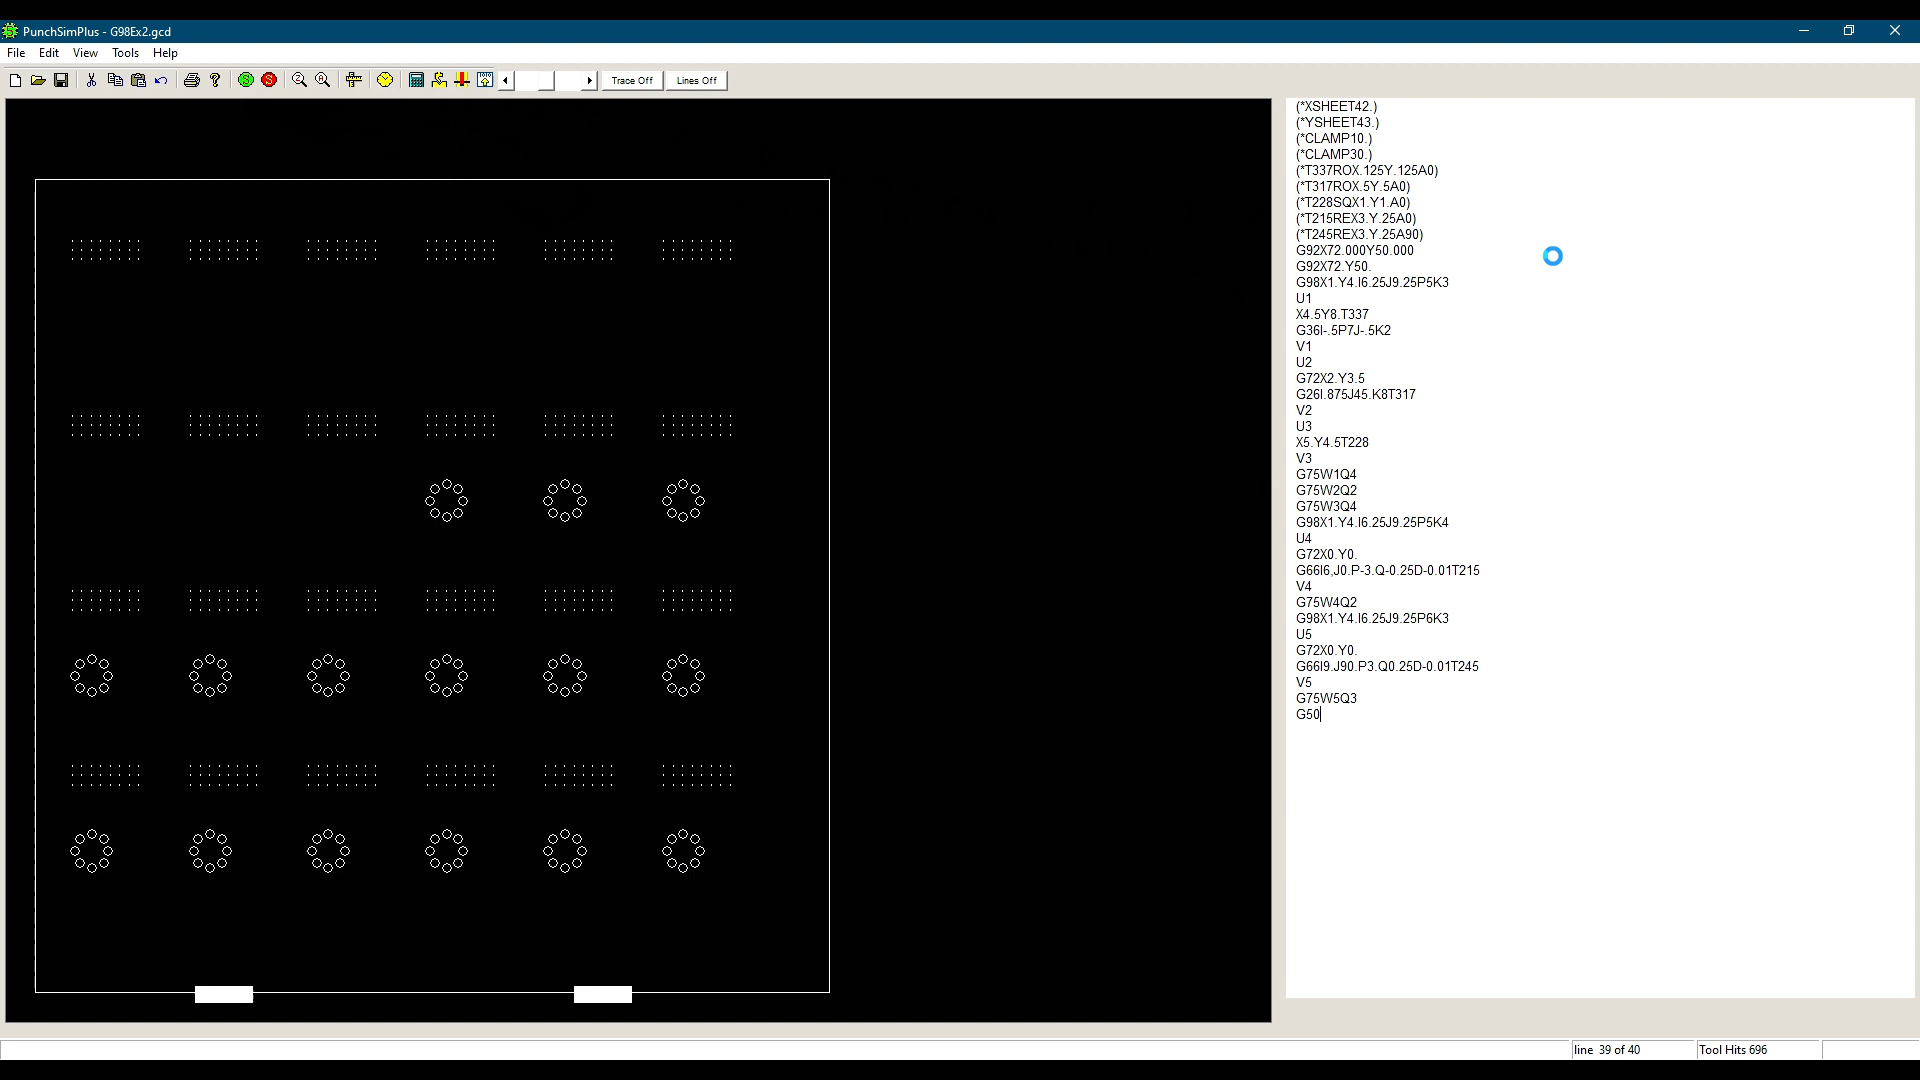 PunchSimPlus - G98Ex2.gcd
File Edit View Tools Help
Trace Off Lines Off
(*XSHEET42.)
(*YSHEET43.)
(*CLAMP10.)
(*CLAMP30.)
(*T337ROX.125Y.125A0)
(*T317ROX.5Y.5A0)
(*T228SQX1.Y1.A0)
(*T215REX3.Y.25A0)
(*T245REX3.Y.25A90)
G92X72.000Y50.000
G92X72.Y50.
G98X1.Y4.I6.25J9.25P5K3
U1
X4.5Y8.T337
G36I-.5P7J-.5K2
V1
U2
G72X2.Y3.5
G26I.875J45.K8T317
V2
U3
X5.Y4.5T228
V3
G75W1Q4
G75W2Q2
G75W3Q4
G98X1.Y4.I6.25J9.25P5K4
U4
G72X0.Y0.
G66I6,J0.P-3.Q-0.25D-0.01T215
V4
G75W4Q2
G98X1.Y4.I6.25J9.25P6K3
U5
G72X0.Y0.
G66I9.J90.P3.Q0.25D-0.01T245
V5
G75W5Q3
G50
line 39 of 40 Tool Hits 696